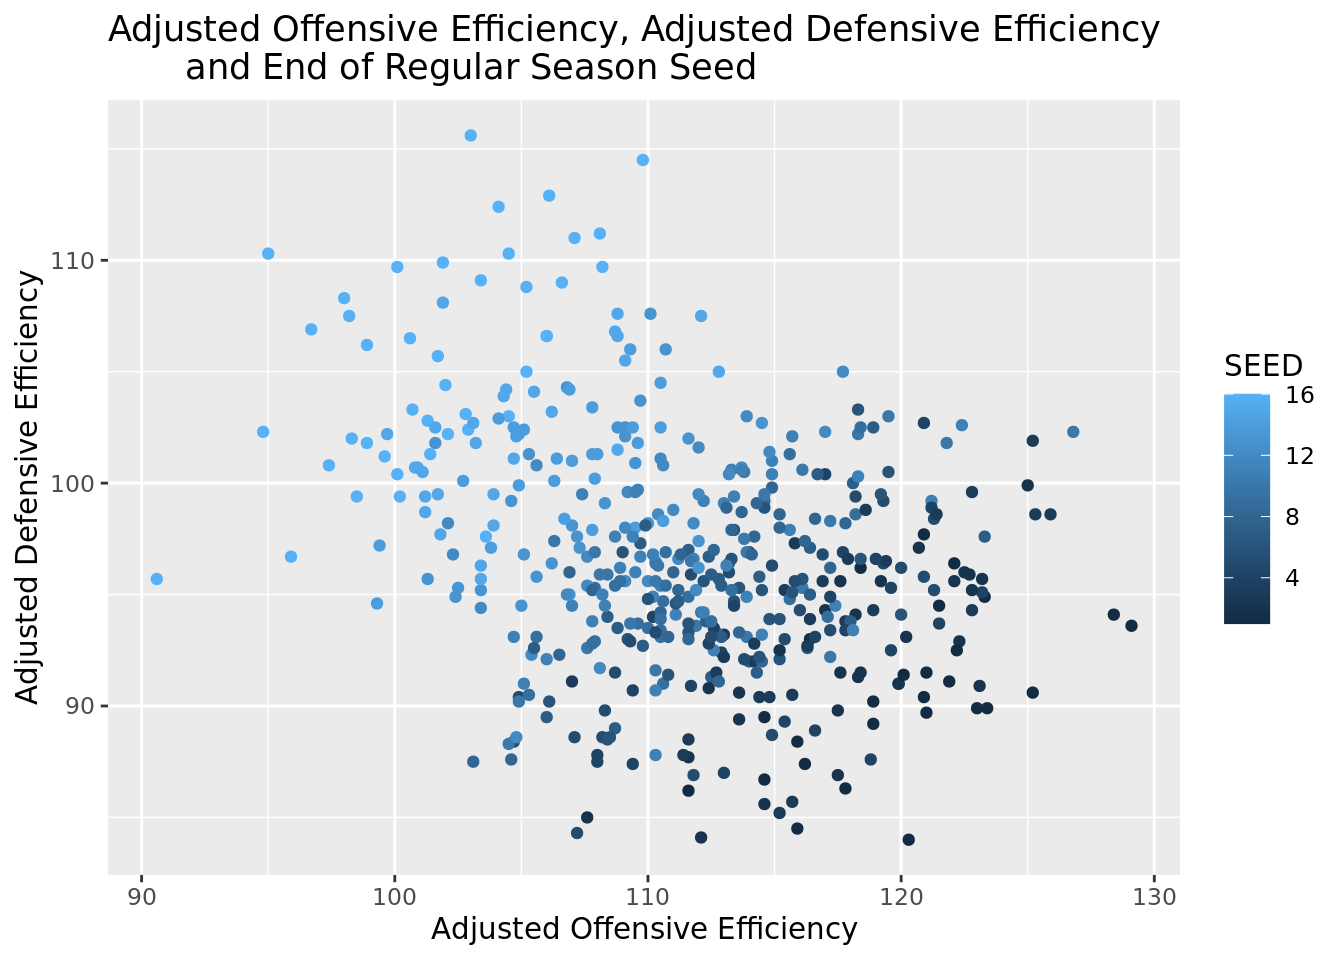 Adjusted Offensive Efficiency, Adjusted Defensive Efficiency
and End of Regular Season Seed
Adjusted Defensive Efficiency
110
100
90
90
100
110
120
130
Adjusted Offensive Efficiency
SEED
16
12
8
4